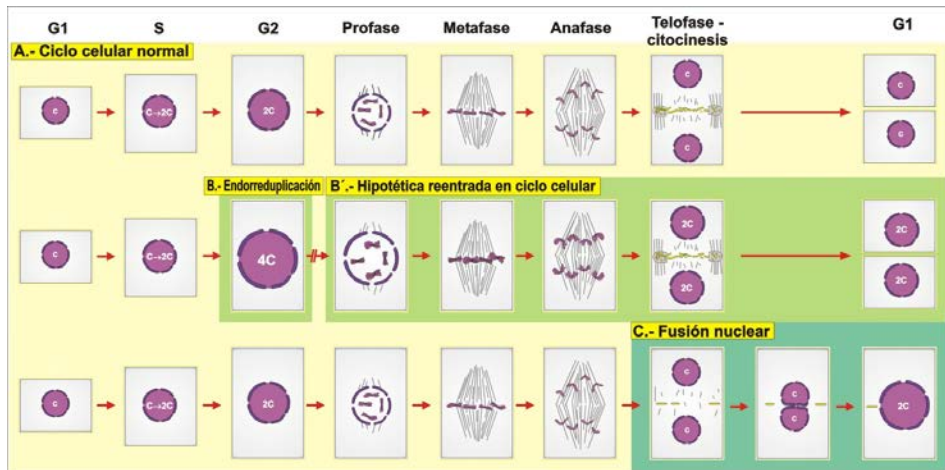 G1 S G2 Profase Metafase Anafase Telofase - citocinesis G1
A.- Ciclo celular normal
C C→2C 2C C C
C C
B.- Endorreduplicación B´.- Hipotética reentrada en ciclo celular
C C→2C 4C 2C 2C
2C 2C
C.- Fusión nuclear
C C→2C 2C C C 2C
C C